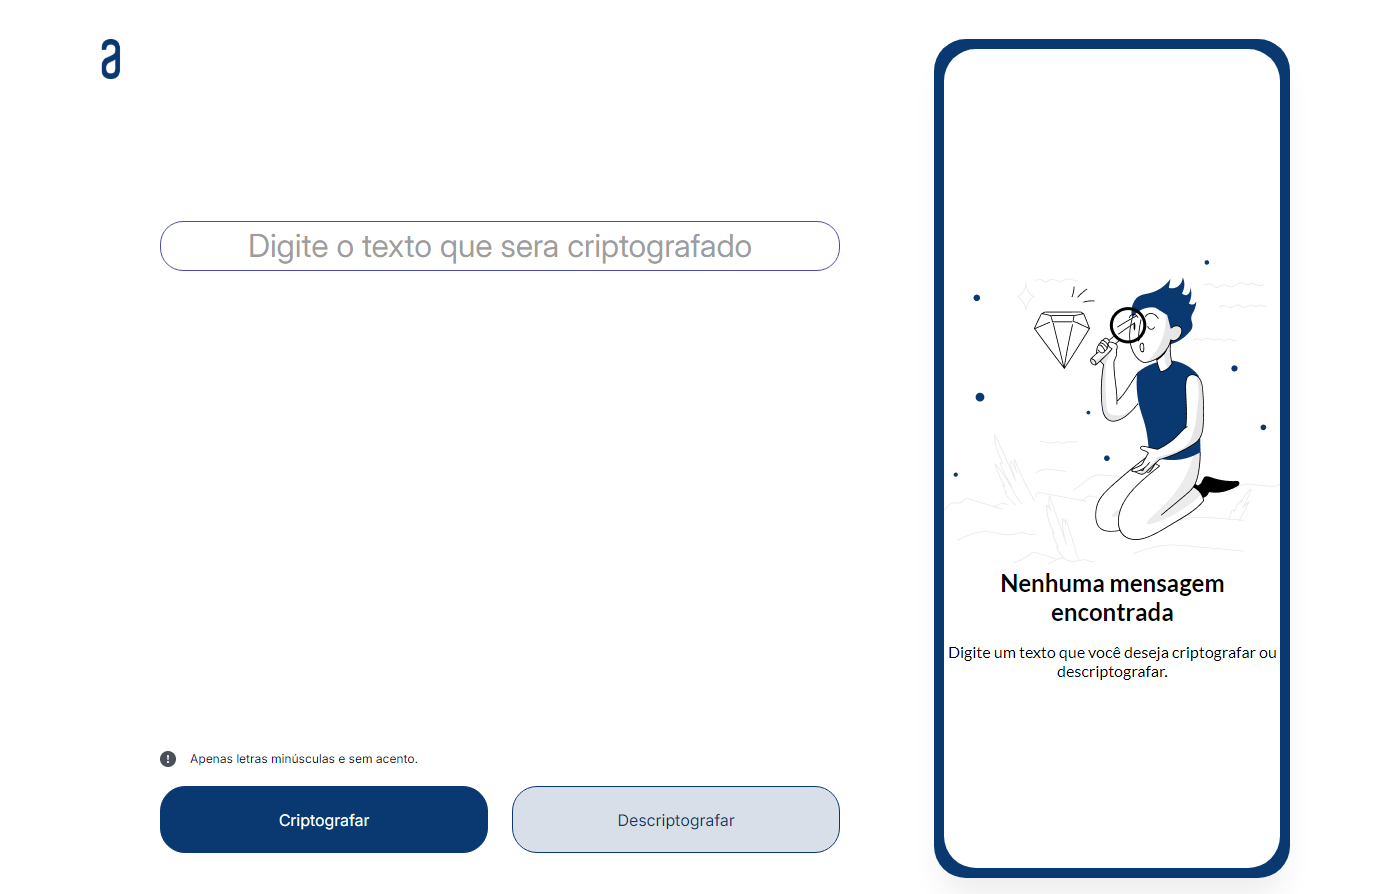 a
Digite o texto que sera criptografado
Nenhuma mensagem
encontrada
Digite um texto que você deseja criptografar ou
descriptografar.
Apenas letras minúsculas e sem acento.
Criptografar
Descriptografar